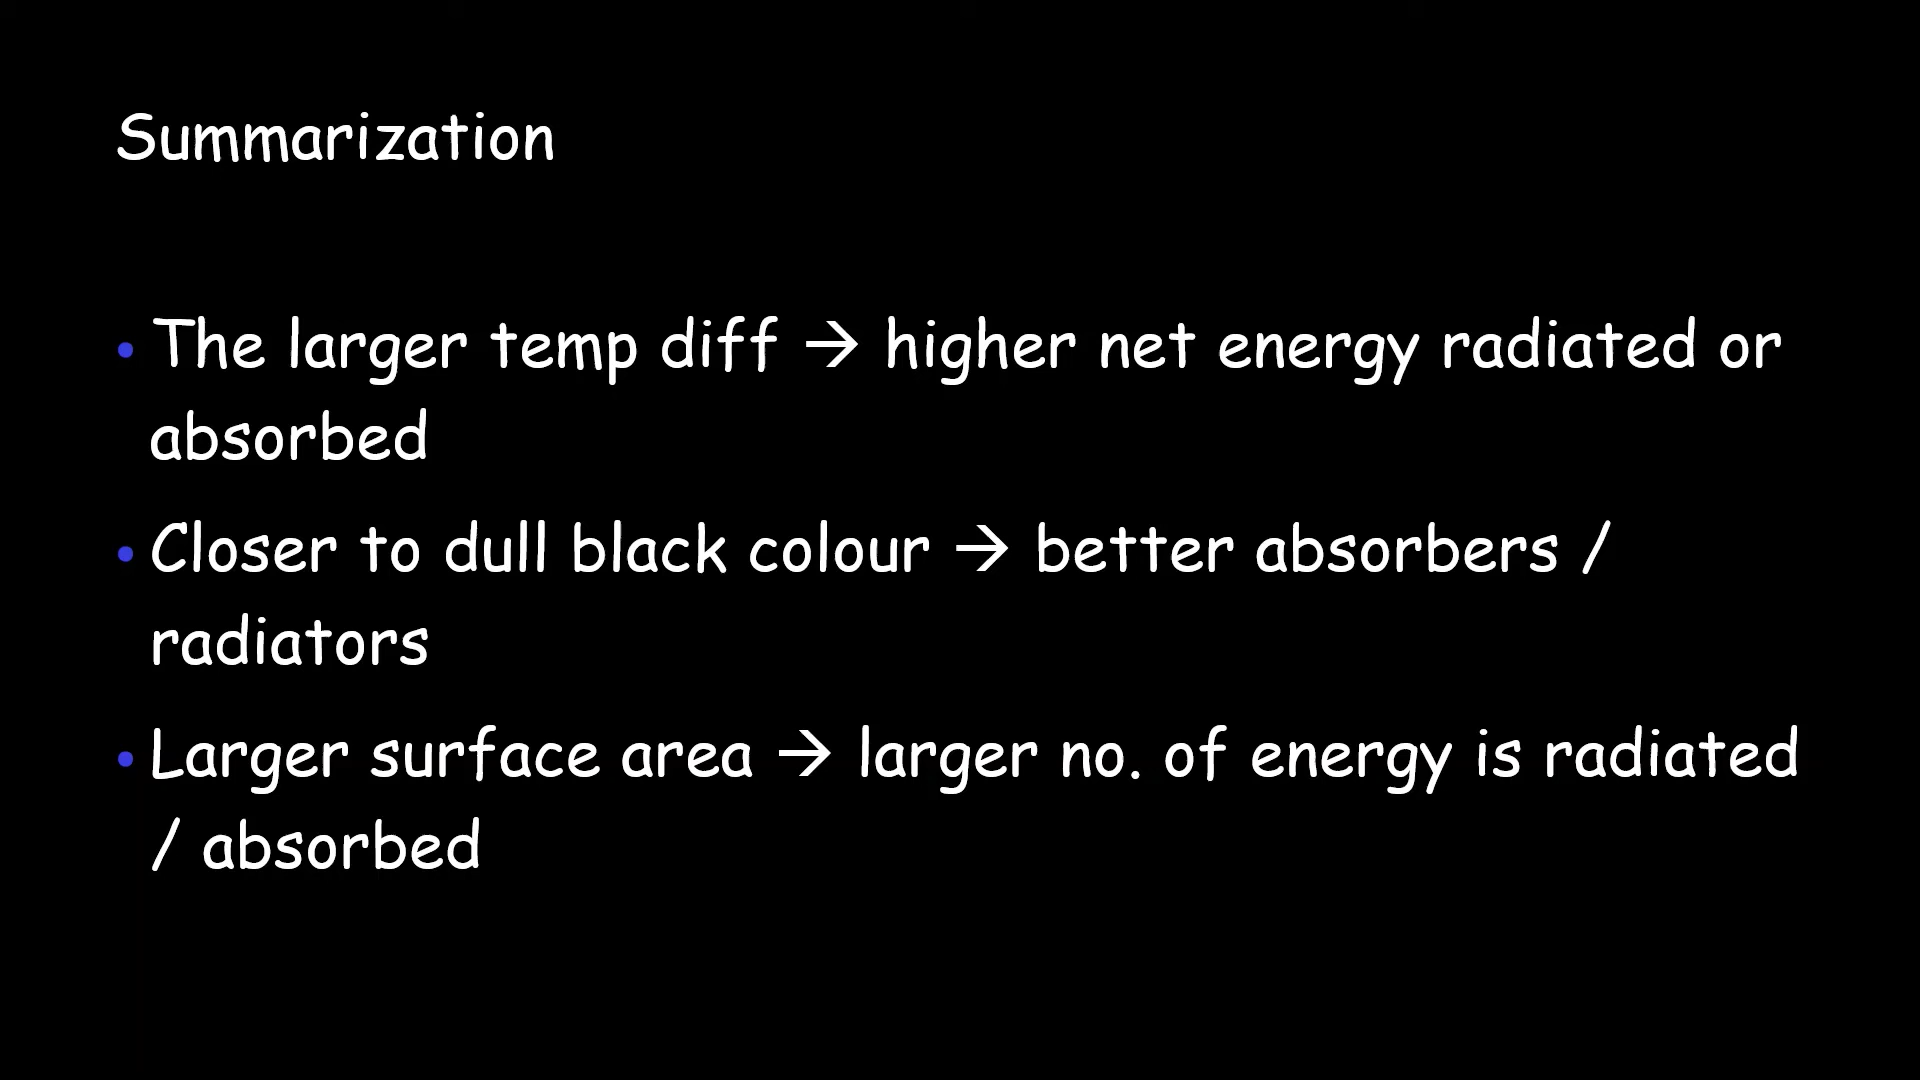 Summarization
• The larger temp diff → higher net energy radiated or
absorbed
• Closer to dull black colour → better absorbers /
radiators
• Larger surface area → larger no. of energy is radiated
/ absorbed